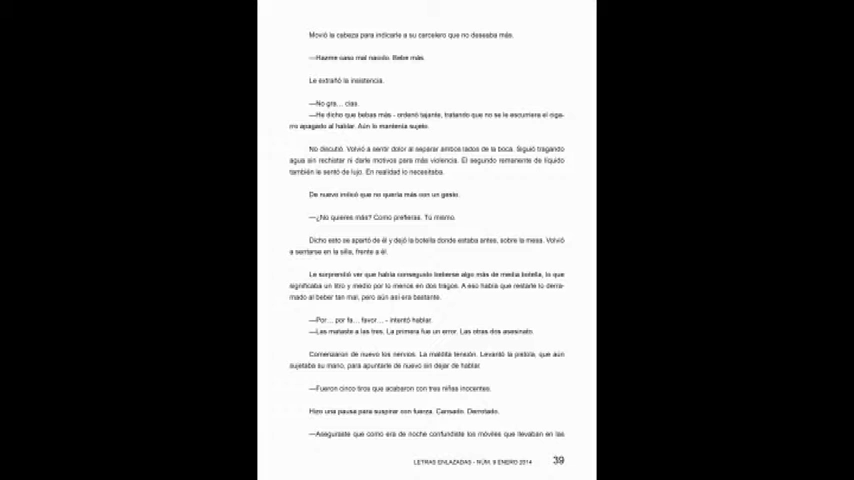 Movió la cabeza para indicarle a su carcelero que no deseaba más.
—Hazme caso mal nacido. Bebe más.
Le extrañó la insistencia.
—No gra... cias.
—He dicho que bebas más - ordenó tajante, tratando que no se le escurriera el ciga-
rro apagado al hablar. Aún lo mantenía sujeto.
No discutió. Volvió a sentir dolor al separar ambos lados de la boca. Siguió tragando
agua sin rechistar ni darle motivos para más violencia. El segundo remanente de líquido
también le sentó de lujo. En realidad lo necesitaba.
De nuevo indicó que no quería más con un gesto.
—¿No quieres más? Como prefieras. Tú mismo.
Dicho esto se apartó de él y dejó la botella donde estaba antes, sobre la mesa. Volvió
a sentarse en la silla, frente a él.
Le sorprendió ver que había conseguido beberse algo más de media botella, lo que
significaba un litro y medio por lo menos en dos tragos. A eso había que restarle lo derra-
mado al beber tan mal, pero aún así era bastante.
—Por... por fa... favor... - intentó hablar.
—Las mataste a las tres. La primera fue un error. Las otras dos asesinato.
Comenzaron de nuevo los nervios. La maldita tensión. Levantó la pistola, que aún
sujetaba su mano, para apuntarle de nuevo sin dejar de hablar.
—Fueron cinco tiros que acabaron con tres niñas inocentes.
Hizo una pausa para suspirar con fuerza. Cansado. Derrotado.
—Aseguraste que como era de noche confundiste los móviles que llevaban en las
LETRAS ENLAZADAS - NÚM. 9 ENERO 2014 39